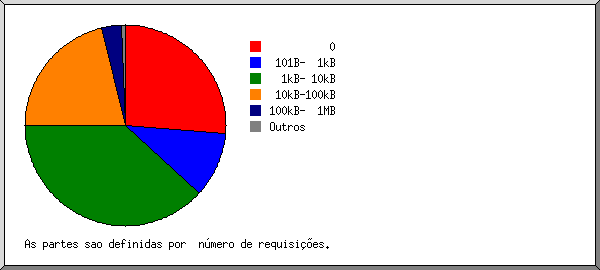 0
101B- 1kB
1kB- 10kB
10kB-100kB
100kB- 1MB
Outros
As partes sao definidas por número de requisições.